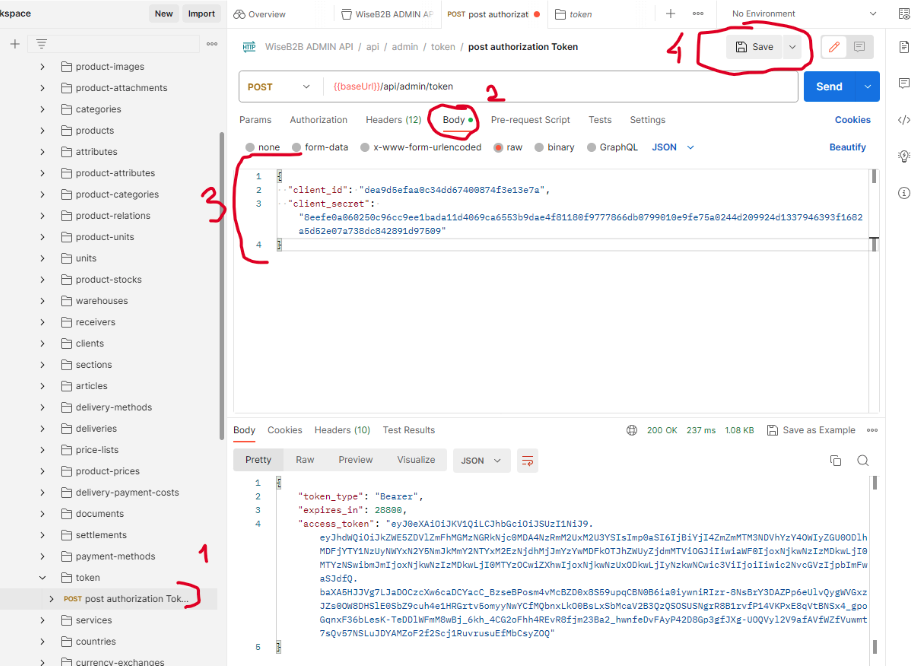 kspace
New
Import
Overview
WiseB2B ADMIN AP
POST post authorizat
token
No Environment
product-images
product-attachments
categories
products
attributes
product-attributes
product-categories
product-relations
product-units
units
product-stocks
warehouses
receivers
clients
sections
articles
delivery-methods
deliveries
price-lists
product-prices
delivery-payment-costs
documents
settlements
payment-methods
1
token
POST post authorization Tok...
services
countries
currency-exchanges
HTTP WiseB2B ADMIN API / api / admin / token / post authorization Token
4
Save
POST
{{baseUrl}}/api/admin/token
Send
2
Params
Authorization
Headers (12)
Body
Pre-request Script
Tests
Settings
Cookies
none
form-data
x-www-form-urlencoded
raw
binary
GraphQL
JSON
Beautify
3
1 {
2 "client_id": "dea9d5efaa0c34dd67400874f3e13e7a",
3 "client_secret":
"8eefe0a060250c96cc9ee1bada11d4069ca6553b9dae4f81180f9777866db0799010e9fe75a0244d209924d1337946393f1682
a5d52e07a738dc842891d97509"
4 }
Body
Cookies
Headers (10)
Test Results
200 OK
237 ms
1.08 KB
Save as Example
Pretty
Raw
Preview
Visualize
JSON
1 {
2 "token_type": "Bearer",
3 "expires_in": 28800,
4 "access_token": "eyJ0eXAiOiJKV1QiLCJhbGciOiJSUzI1NiJ9.
5 }